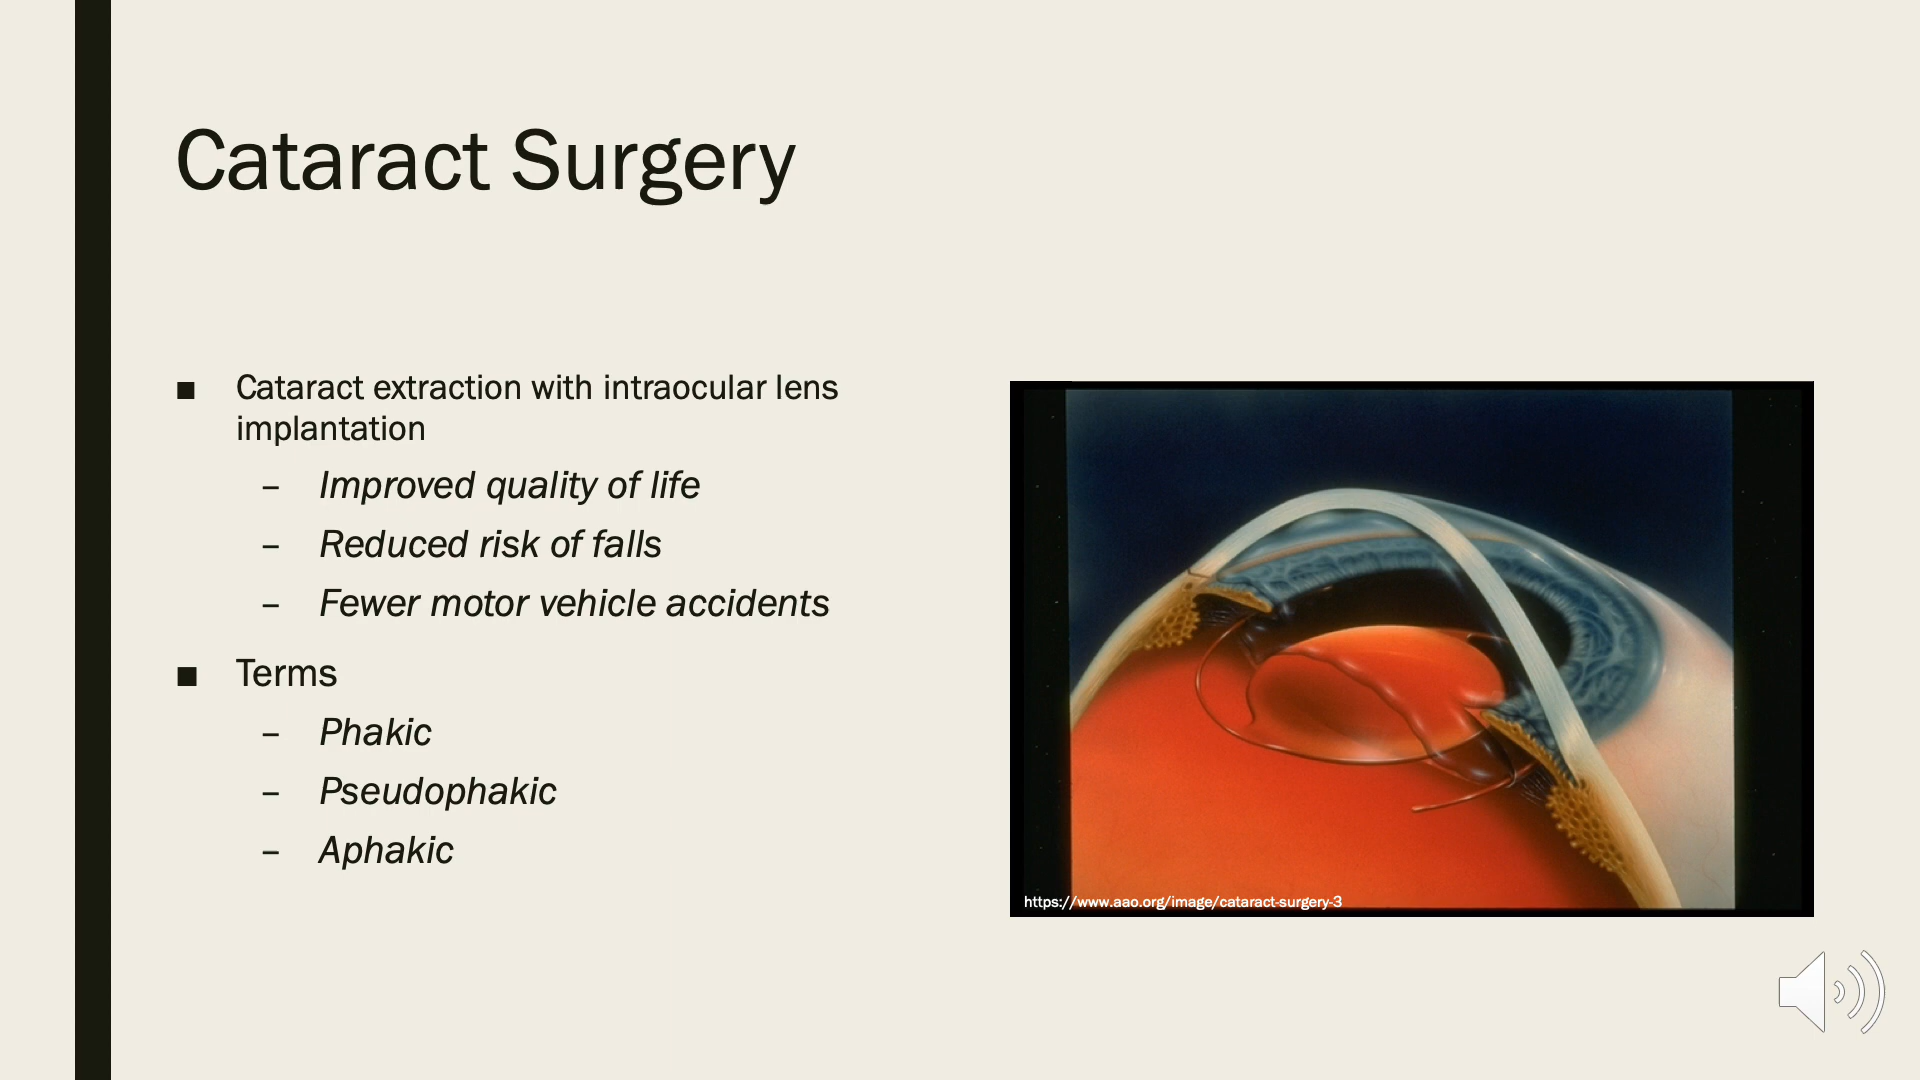 Cataract Surgery
■ Cataract extraction with intraocular lens
implantation
– Improved quality of life
– Reduced risk of falls
– Fewer motor vehicle accidents
■ Terms
– Phakic
– Pseudophakic
– Aphakic
https://www.aao.org/image/cataract-surgery-3